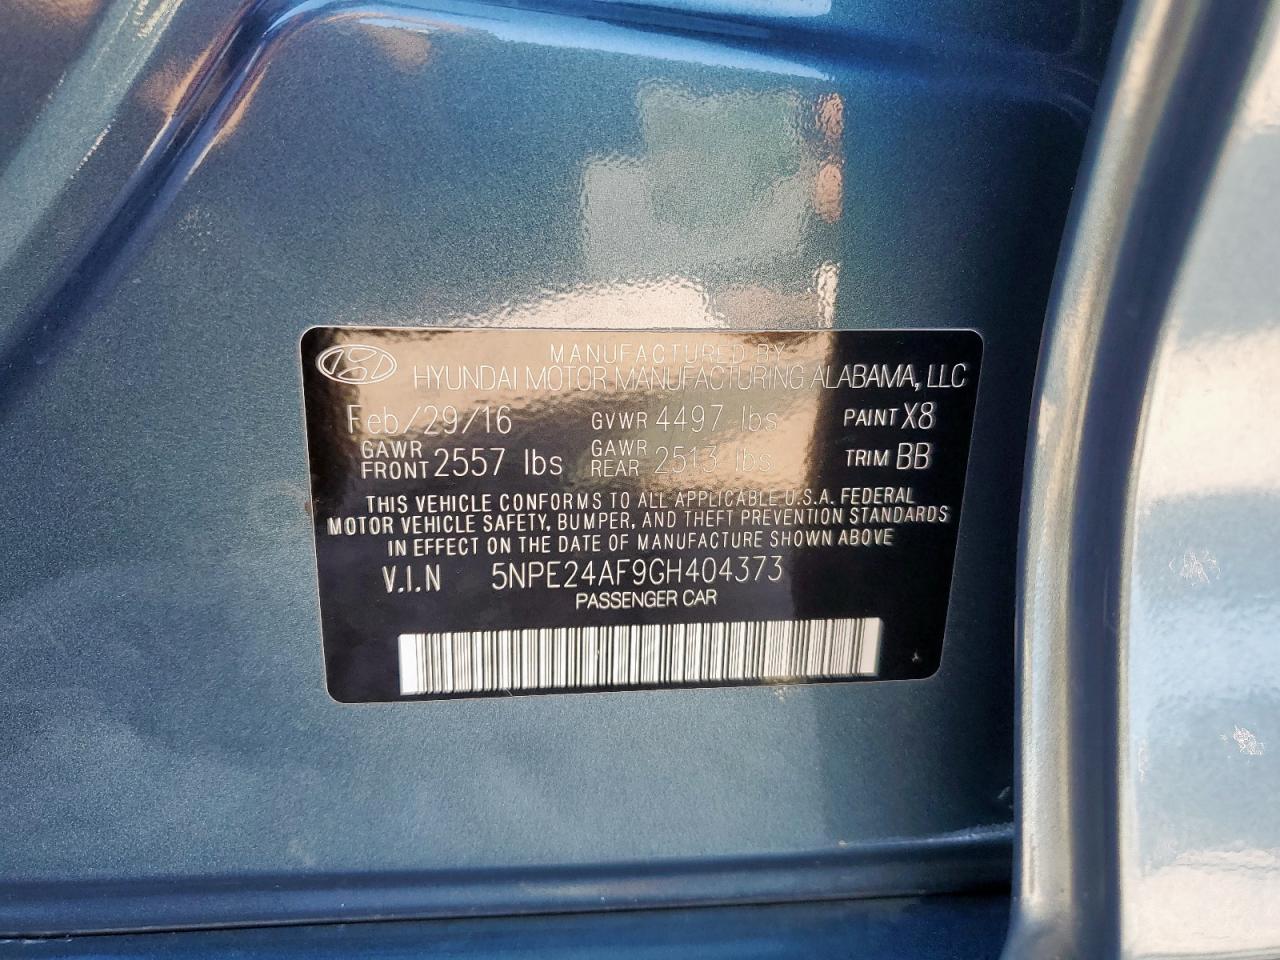 MANUFACTURED BY
HYUNDAI MOTOR MANUFACTURING ALABAMA, LLC
Feb/29/16 GVWR 4497 lbs PAINT X8
GAWR FRONT 2557 lbs GAWR REAR 2513 lbs TRIM BB
THIS VEHICLE CONFORMS TO ALL APPLICABLE U.S.A. FEDERAL
MOTOR VEHICLE SAFETY, BUMPER, AND THEFT PREVENTION STANDARDS
IN EFFECT ON THE DATE OF MANUFACTURE SHOWN ABOVE
V.I.N 5NPE24AF9GH404373
PASSENGER CAR